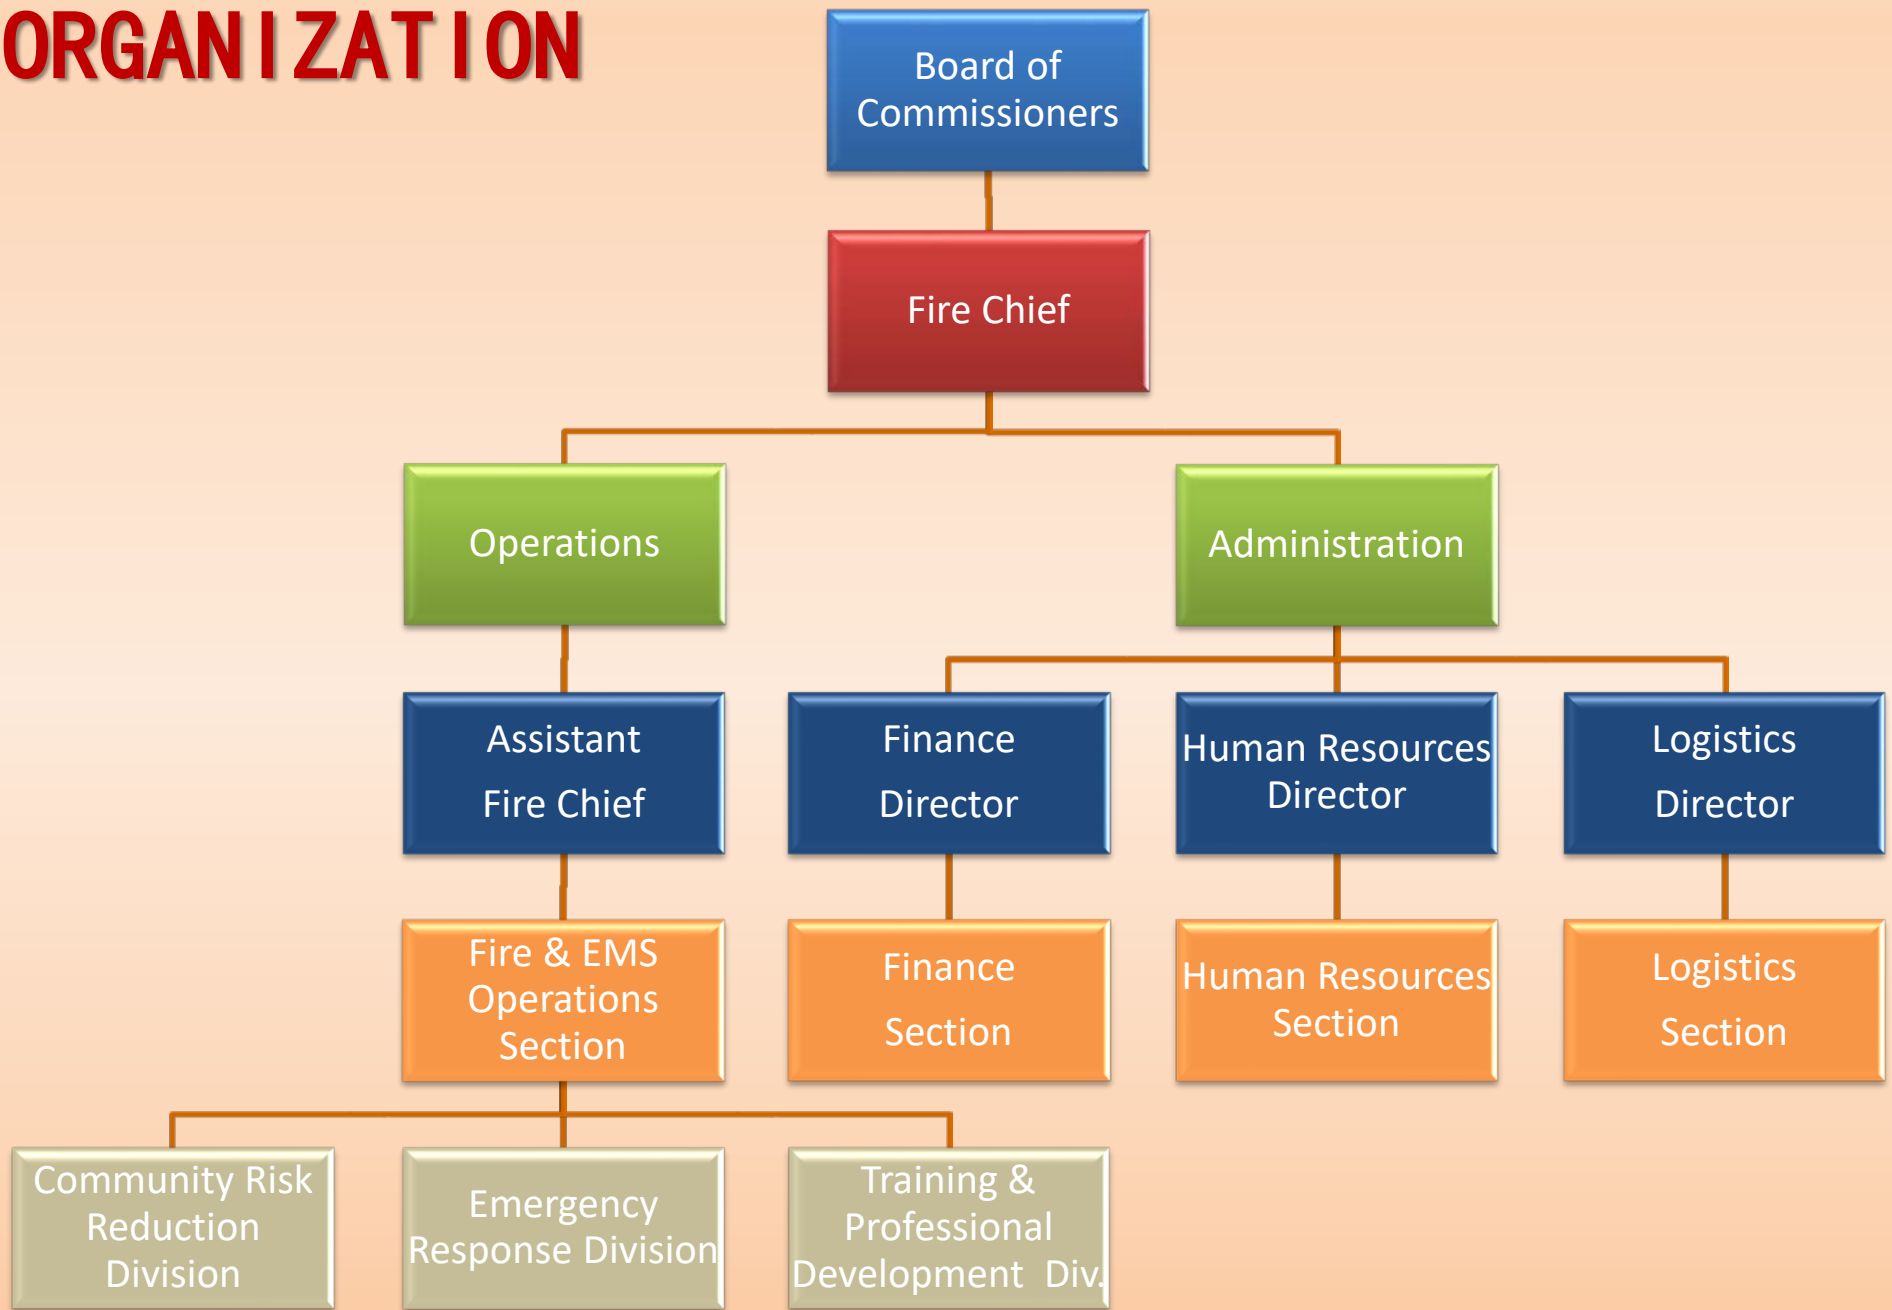 ORGANIZATION
Board of
Commissioners
Fire Chief
Operations
Administration
Assistant
Fire Chief
Finance
Director
Human Resources
Director
Logistics
Director
Fire & EMS
Operations
Section
Finance
Section
Human Resources
Section
Logistics
Section
Community Risk
Reduction
Division
Emergency
Response Division
Training &
Professional
Development Div.